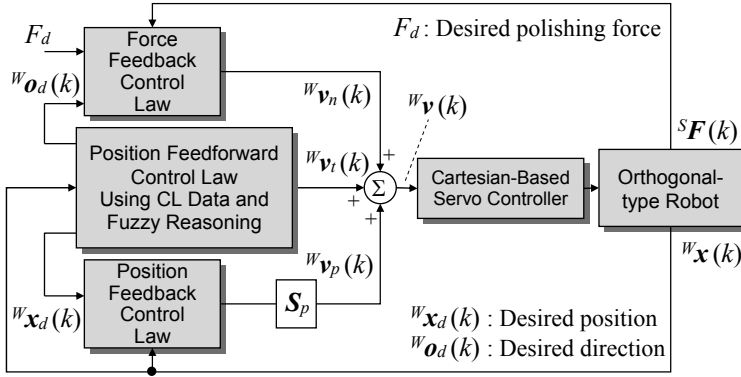 F_d
Force
Feedback
Control
Law
F_d : Desired polishing force
^W o_d(k)
^W v_n(k)
^W v(k)
^S F(k)
Position Feedforward
Control Law
Using CL Data and
Fuzzy Reasoning
^W v_t(k)
+
+
+
Σ
Cartesian-Based
Servo Controller
Orthogonal-
type Robot
^W x(k)
Position
Feedback
Control
Law
^W v_p(k)
S_p
^W x_d(k)
^W x_d(k) : Desired position
^W o_d(k) : Desired direction